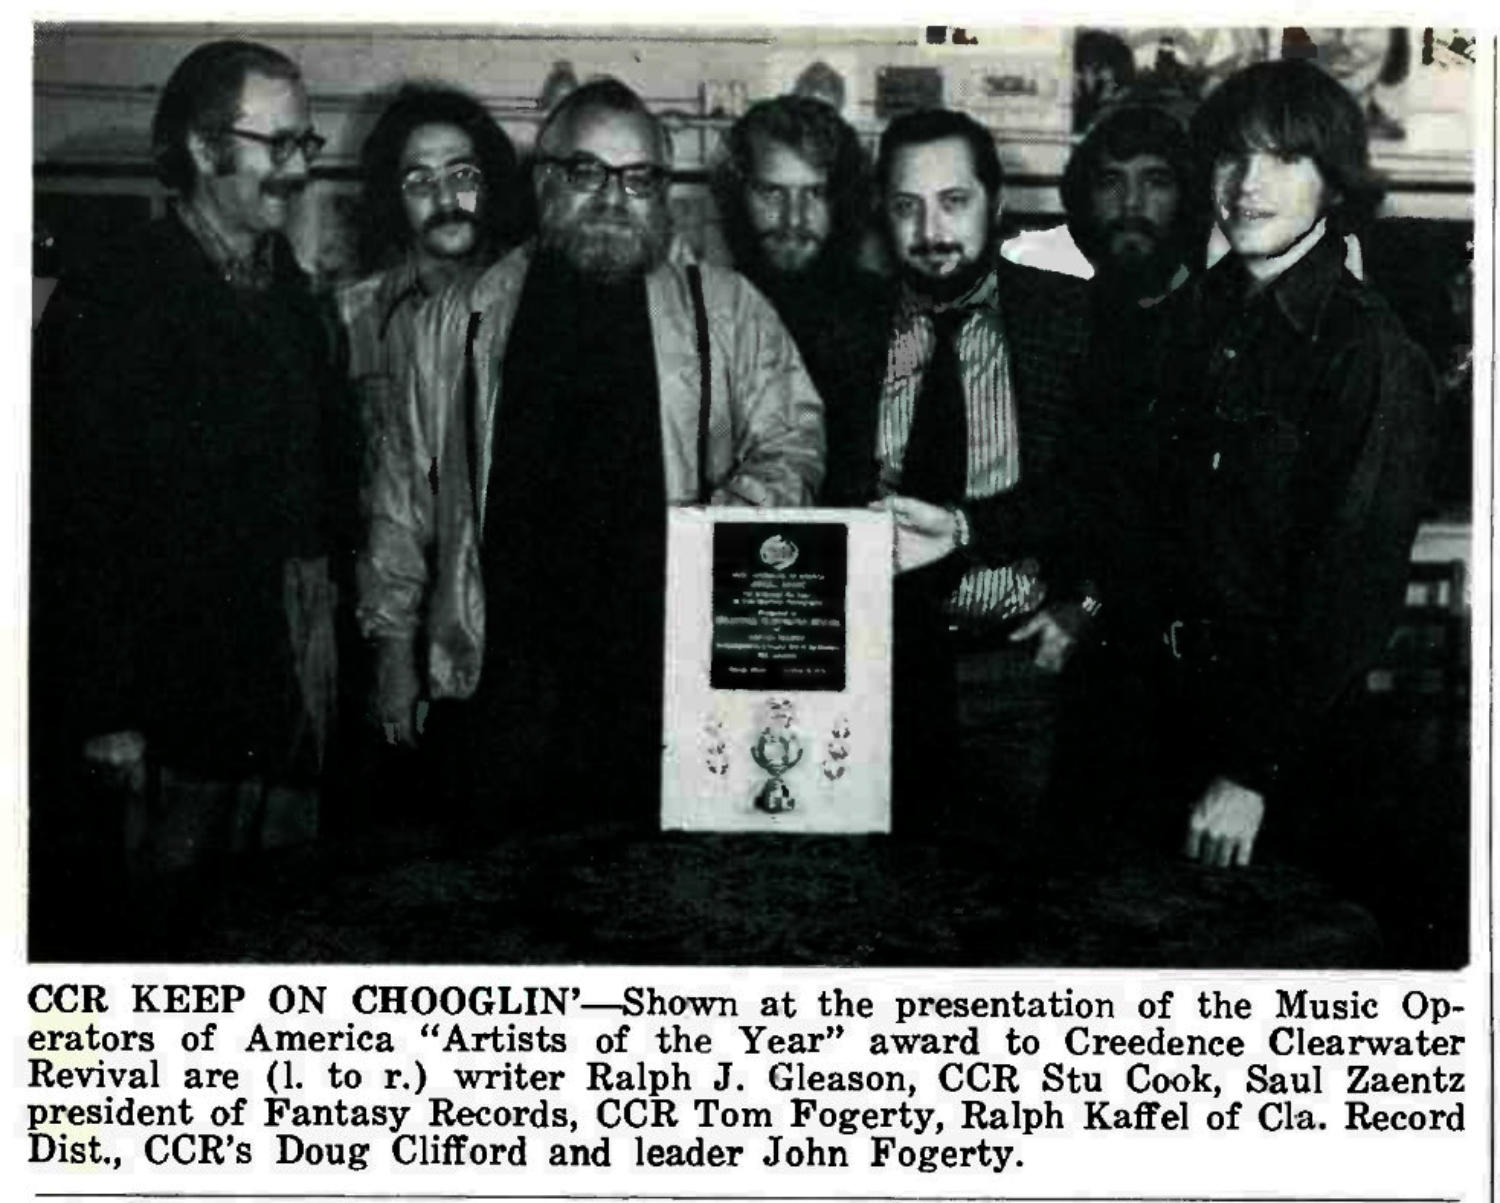 CCR KEEP ON CHOOGLIN'—Shown at the presentation of the Music Op-
erators of America “Artists of the Year” award to Creedence Clearwater
Revival are (l. to r.) writer Ralph J. Gleason, CCR Stu Cook, Saul Zaentz
president of Fantasy Records, CCR Tom Fogerty, Ralph Kaffel of Cla. Record
Dist., CCR's Doug Clifford and leader John Fogerty.